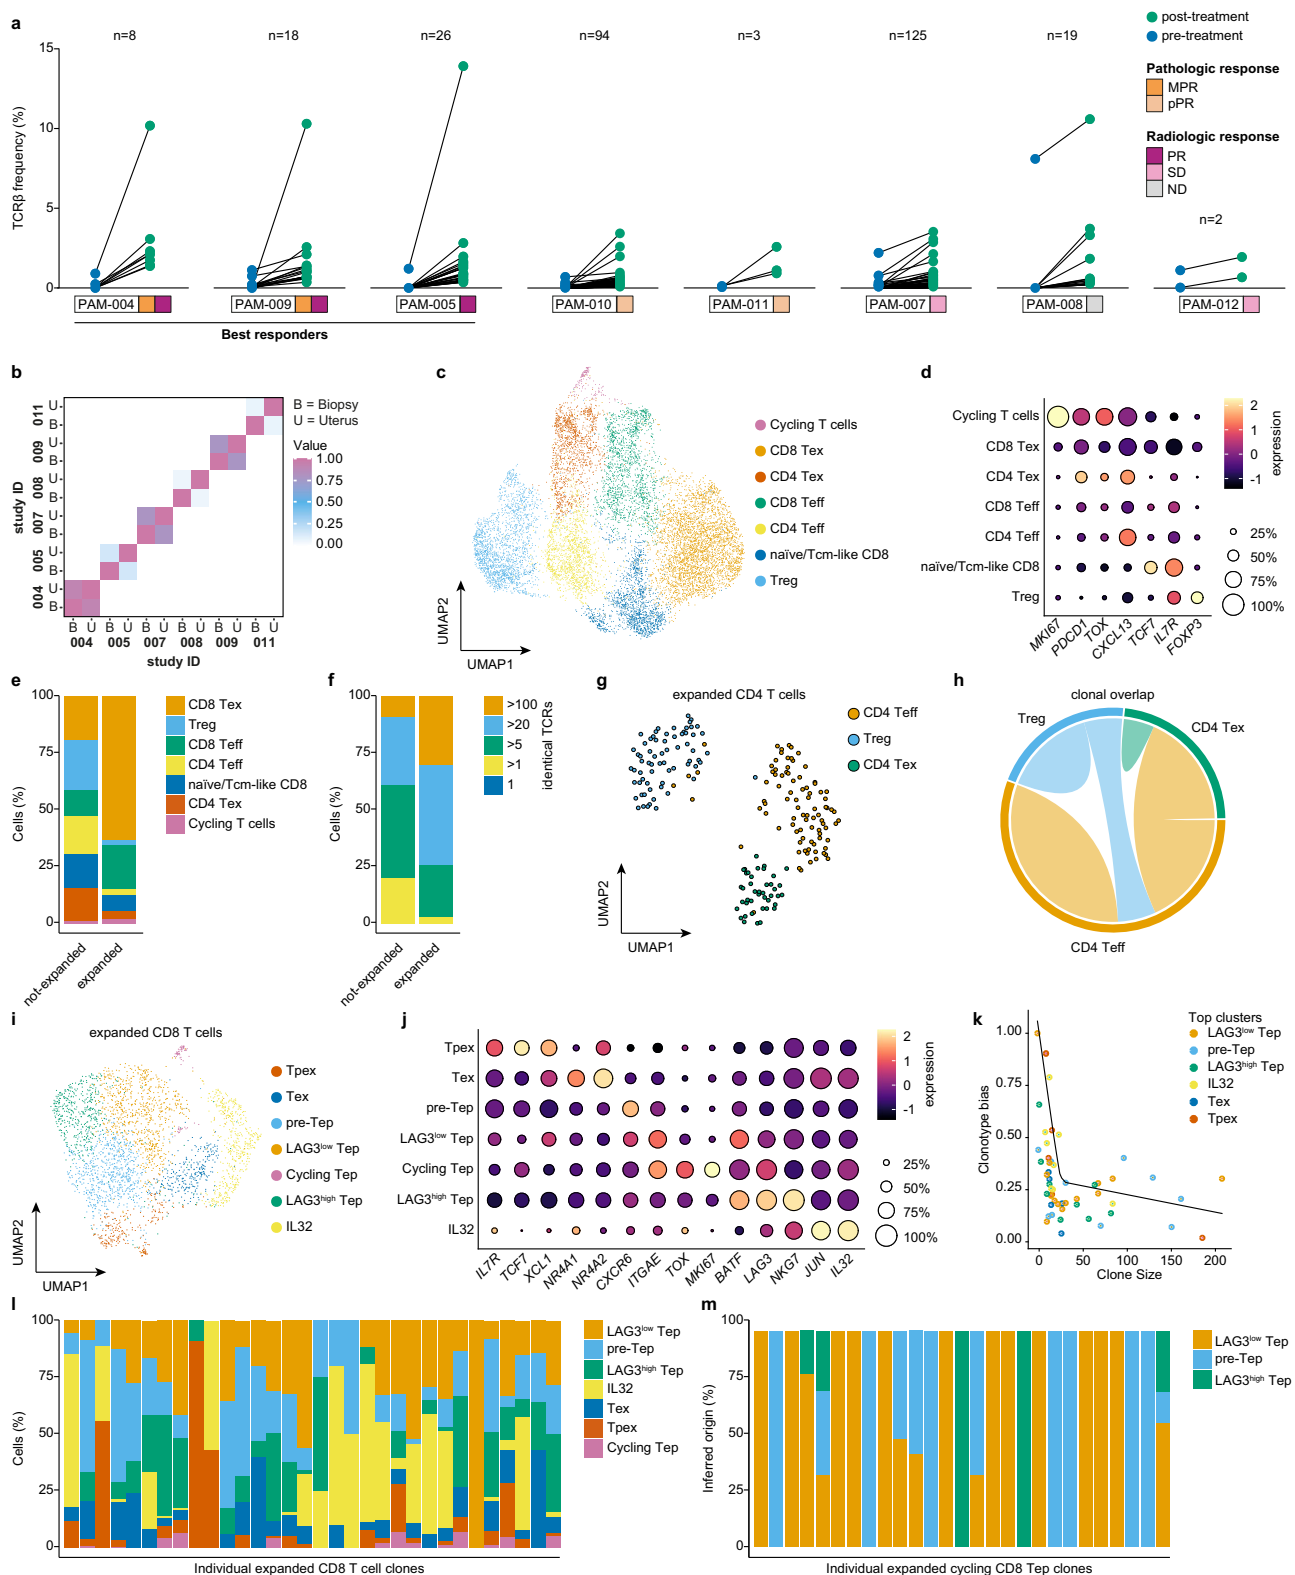 a
n=8
n=18
n=26
n=94
n=3
n=125
n=19
n=2
post-treatment
pre-treatment
Pathologic response
MPR
pPR
Radiologic response
PR
SD
ND
TCRβ frequency (%)
15
10
5
0
PAM-004
PAM-009
PAM-005
PAM-010
PAM-011
PAM-007
PAM-008
PAM-012
Best responders
b
study ID
011 U B
009 U B
008 U B
007 U B
005 U B
004 U B
B U B U B U B U B U B U
004 005 007 008 009 011
study ID
B = Biopsy
U = Uterus
Value
1.00
0.75
0.50
0.25
0.00
c
UMAP2
UMAP1
Cycling T cells
CD8 Tex
CD4 Tex
CD8 Teff
CD4 Teff
naïve/Tcm-like CD8
Treg
d
Cycling T cells
CD8 Tex
CD4 Tex
CD8 Teff
CD4 Teff
naïve/Tcm-like CD8
Treg
MKI67
PDCD1
TOX
CXCL13
TCF7
IL7R
FOXP3
2
1
0
-1
expression
25%
50%
75%
100%
e
Cells (%)
100
75
50
25
0
not-expanded
expanded
CD8 Tex
Treg
CD8 Teff
CD4 Teff
naïve/Tcm-like CD8
CD4 Tex
Cycling T cells
f
Cells (%)
100
75
50
25
0
not-expanded
expanded
>100
>20
>5
>1
1
identical TCRs
g
expanded CD4 T cells
UMAP2
UMAP1
CD4 Teff
Treg
CD4 Tex
h
clonal overlap
Treg
CD4 Tex
CD4 Teff
i
expanded CD8 T cells
UMAP2
UMAP1
Tpex
Tex
pre-Tep
LAG3low Tep
Cycling Tep
LAG3high Tep
IL32
j
Tpex
Tex
pre-Tep
LAG3low Tep
Cycling Tep
LAG3high Tep
IL32
IL7R
TCF7
XCL1
NR4A1
NR4A2
CXCR6
ITGAE
TOX
MKI67
BATF
LAG3
NKG7
JUN
IL32
2
1
0
-1
expression
25%
50%
75%
100%
k
Clonotype bias
1.00
0.75
0.50
0.25
0.00
0 50 100 150 200
Clone Size
Top clusters
LAG3low Tep
pre-Tep
LAG3high Tep
IL32
Tex
Tpex
l
Cells (%)
100
75
50
25
0
Individual expanded CD8 T cell clones
LAG3low Tep
pre-Tep
LAG3high Tep
IL32
Tex
Tpex
Cycling Tep
m
Inferred origin (%)
100
75
50
25
0
Individual expanded cycling CD8 Tep clones
LAG3low Tep
pre-Tep
LAG3high Tep